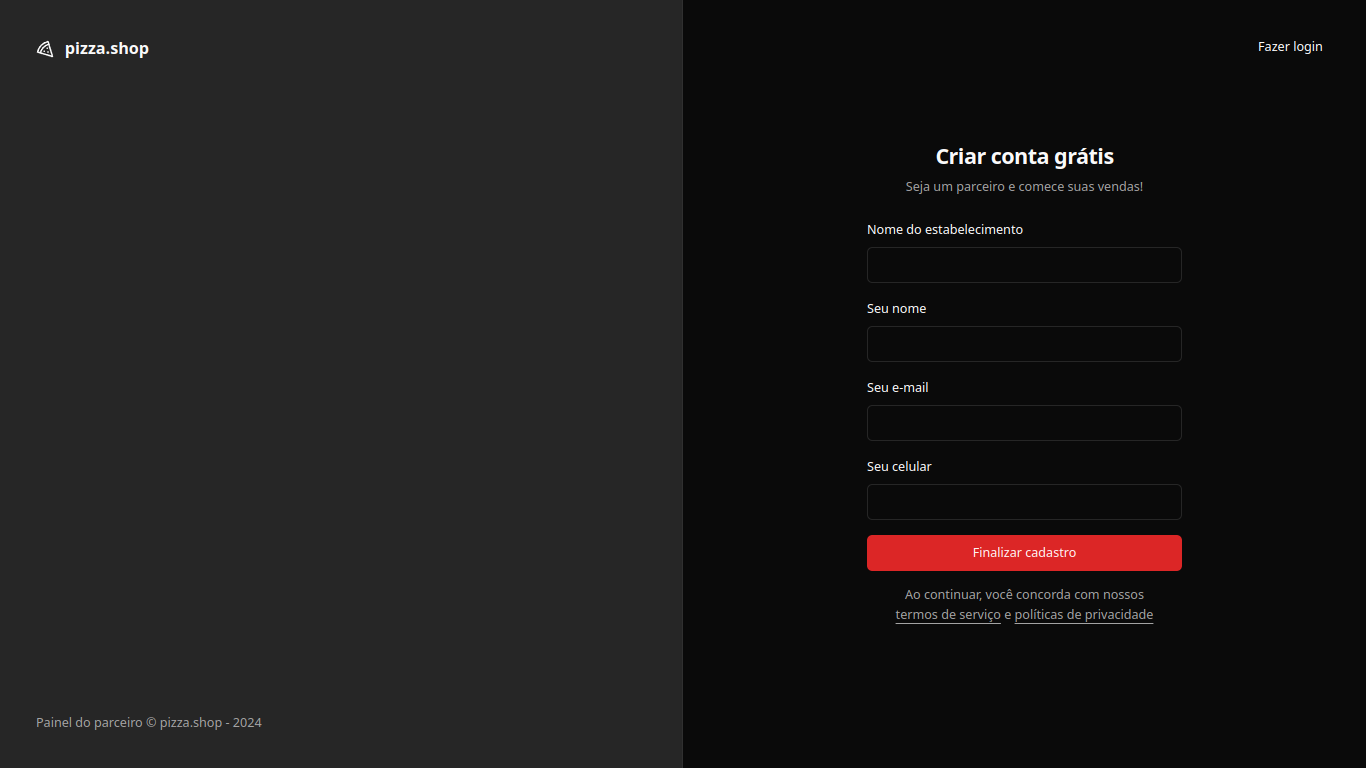 pizza.shop
Fazer login
Criar conta grátis
Seja um parceiro e comece suas vendas!
Nome do estabelecimento
Seu nome
Seu e-mail
Seu celular
Finalizar cadastro
Ao continuar, você concorda com nossos
termos de serviço e políticas de privacidade
Painel do parceiro © pizza.shop - 2024